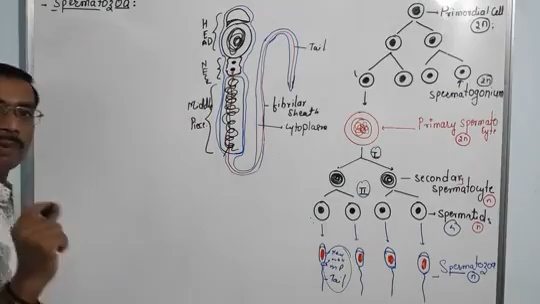 - Spermatozoa:
HEAD
NECK
Middle
Piece
Tail
fibrilar
sheath
cytoplasm
Primordial Cell
2n
2n
spermatogonium
Primary spermato
cyte
2n
I
II
secondary
spermatocyte
n
Spermatids
n
Tail
Spermatozoa
n